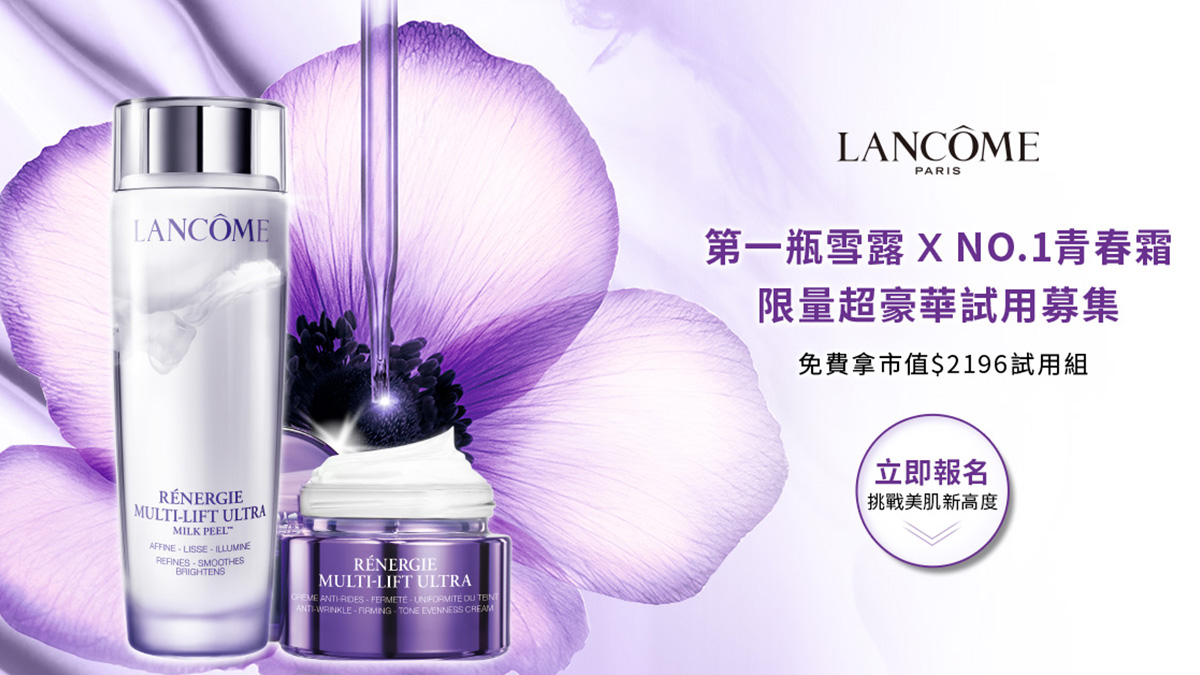 LANCÔME
RÉNERGIE
MULTI-LIFT ULTRA
MILK PEEL™
AFFINE - LISSE - ILLUMINE
REFINES - SMOOTHES
BRIGHTENS
RÉNERGIE
MULTI-LIFT ULTRA
CRÈME ANTI-RIDES - FERMETÉ - UNIFORMITÉ DU TEINT
ANTI-WRINKLE - FIRMING - TONE EVENNESS CREAM
LANCÔME
PARIS
第一瓶雪露 X NO.1青春霜
限量超豪華試用募集
免費拿市值$2196試用組
立即報名
挑戰美肌新高度